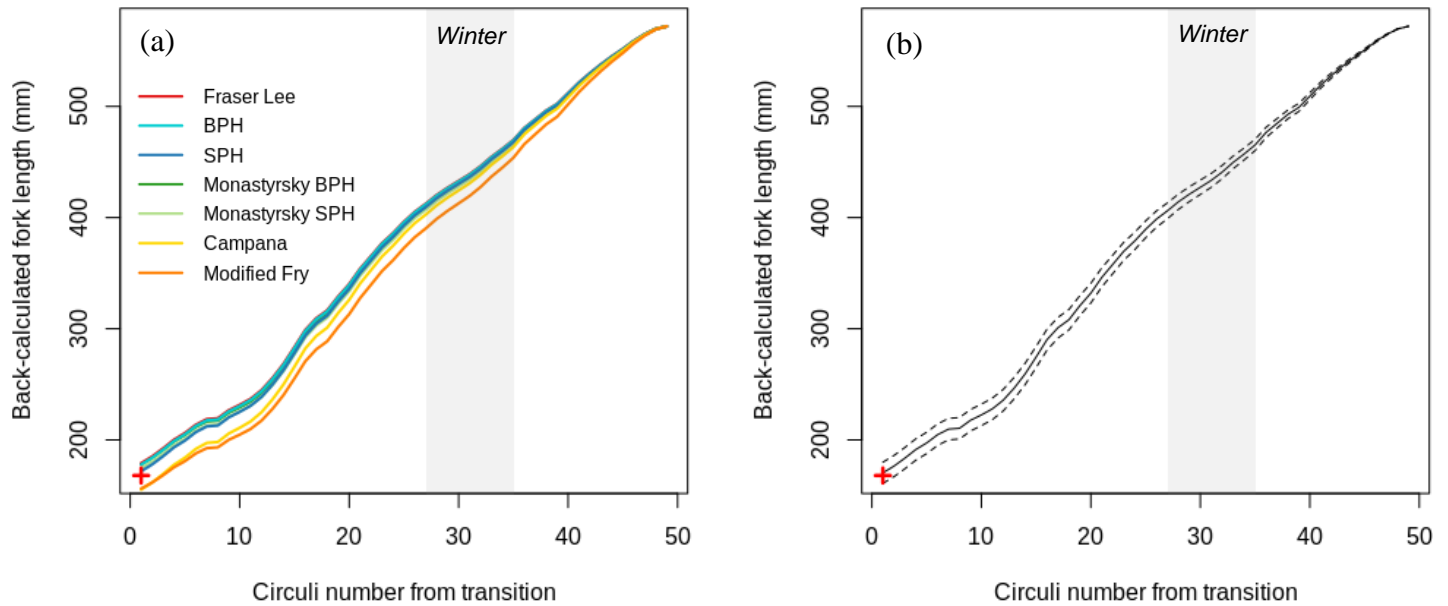 (a)
Winter
Fraser Lee
BPH
SPH
Monastyrsky BPH
Monastyrsky SPH
Campana
Modified Fry
Back-calculated fork length (mm)
500
400
300
200
0
10
20
30
40
50
Circuli number from transition
(b)
Winter
Back-calculated fork length (mm)
500
400
300
200
0
10
20
30
40
50
Circuli number from transition